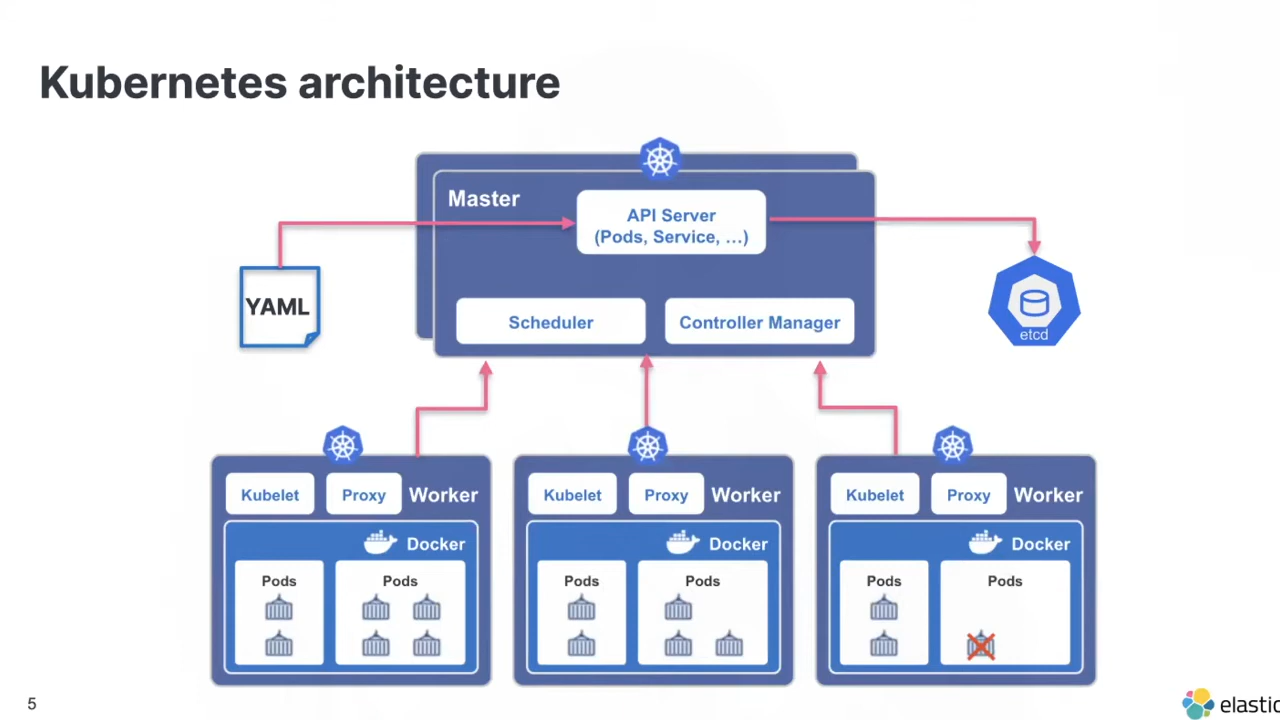 Kubernetes architecture
Master
API Server
(Pods, Service, …)
YAML
Scheduler
Controller Manager
etcd
Kubelet
Proxy
Worker
Docker
Pods
Pods
Kubelet
Proxy
Worker
Docker
Pods
Pods
Kubelet
Proxy
Worker
Docker
Pods
Pods
5
elastic